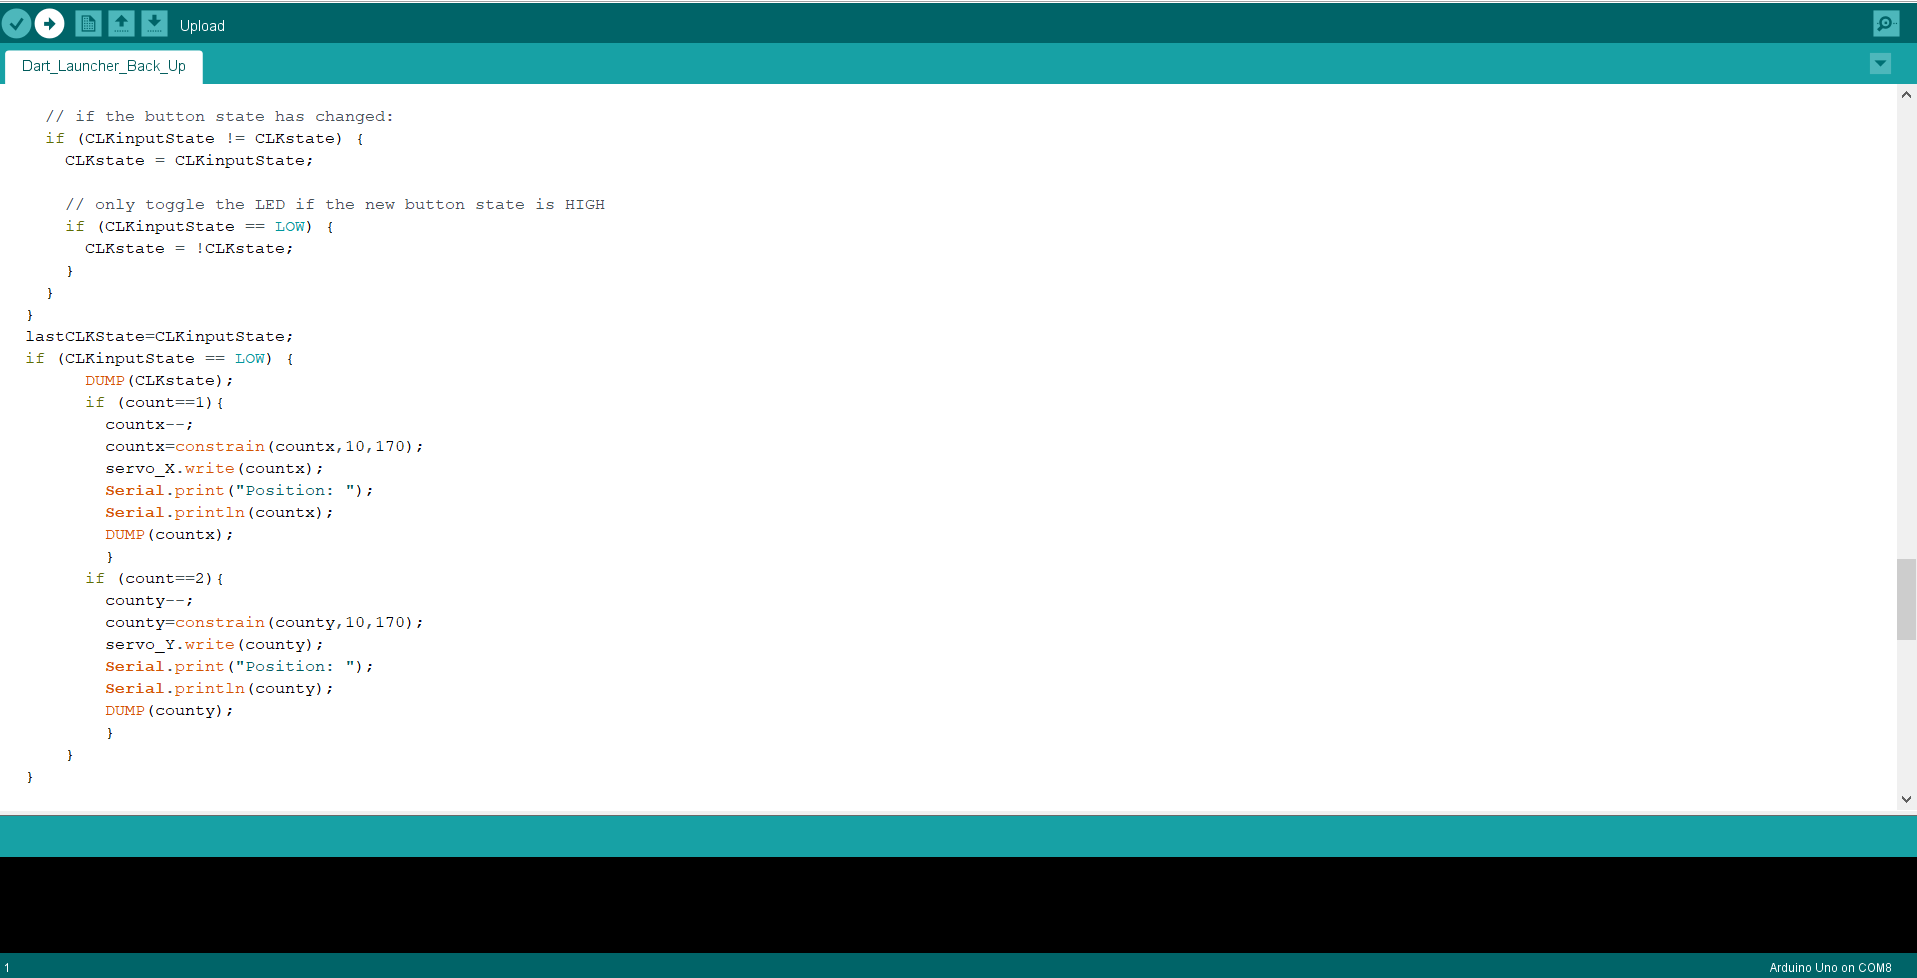 Upload
Dart_Launcher_Back_Up
// if the button state has changed:
if (CLKinputState != CLKstate) {
CLKstate = CLKinputState;
// only toggle the LED if the new button state is HIGH
if (CLKinputState == LOW) {
CLKstate = !CLKstate;
}
}
}
lastCLKState=CLKinputState;
if (CLKinputState == LOW) {
DUMP(CLKstate);
if (count==1){
countx--;
countx=constrain(countx,10,170);
servo_X.write(countx);
Serial.print("Position: ");
Serial.println(countx);
DUMP(countx);
}
if (count==2){
county--;
county=constrain(county,10,170);
servo_Y.write(county);
Serial.print("Position: ");
Serial.println(county);
DUMP(county);
}
}
}
1
Arduino Uno on COM8